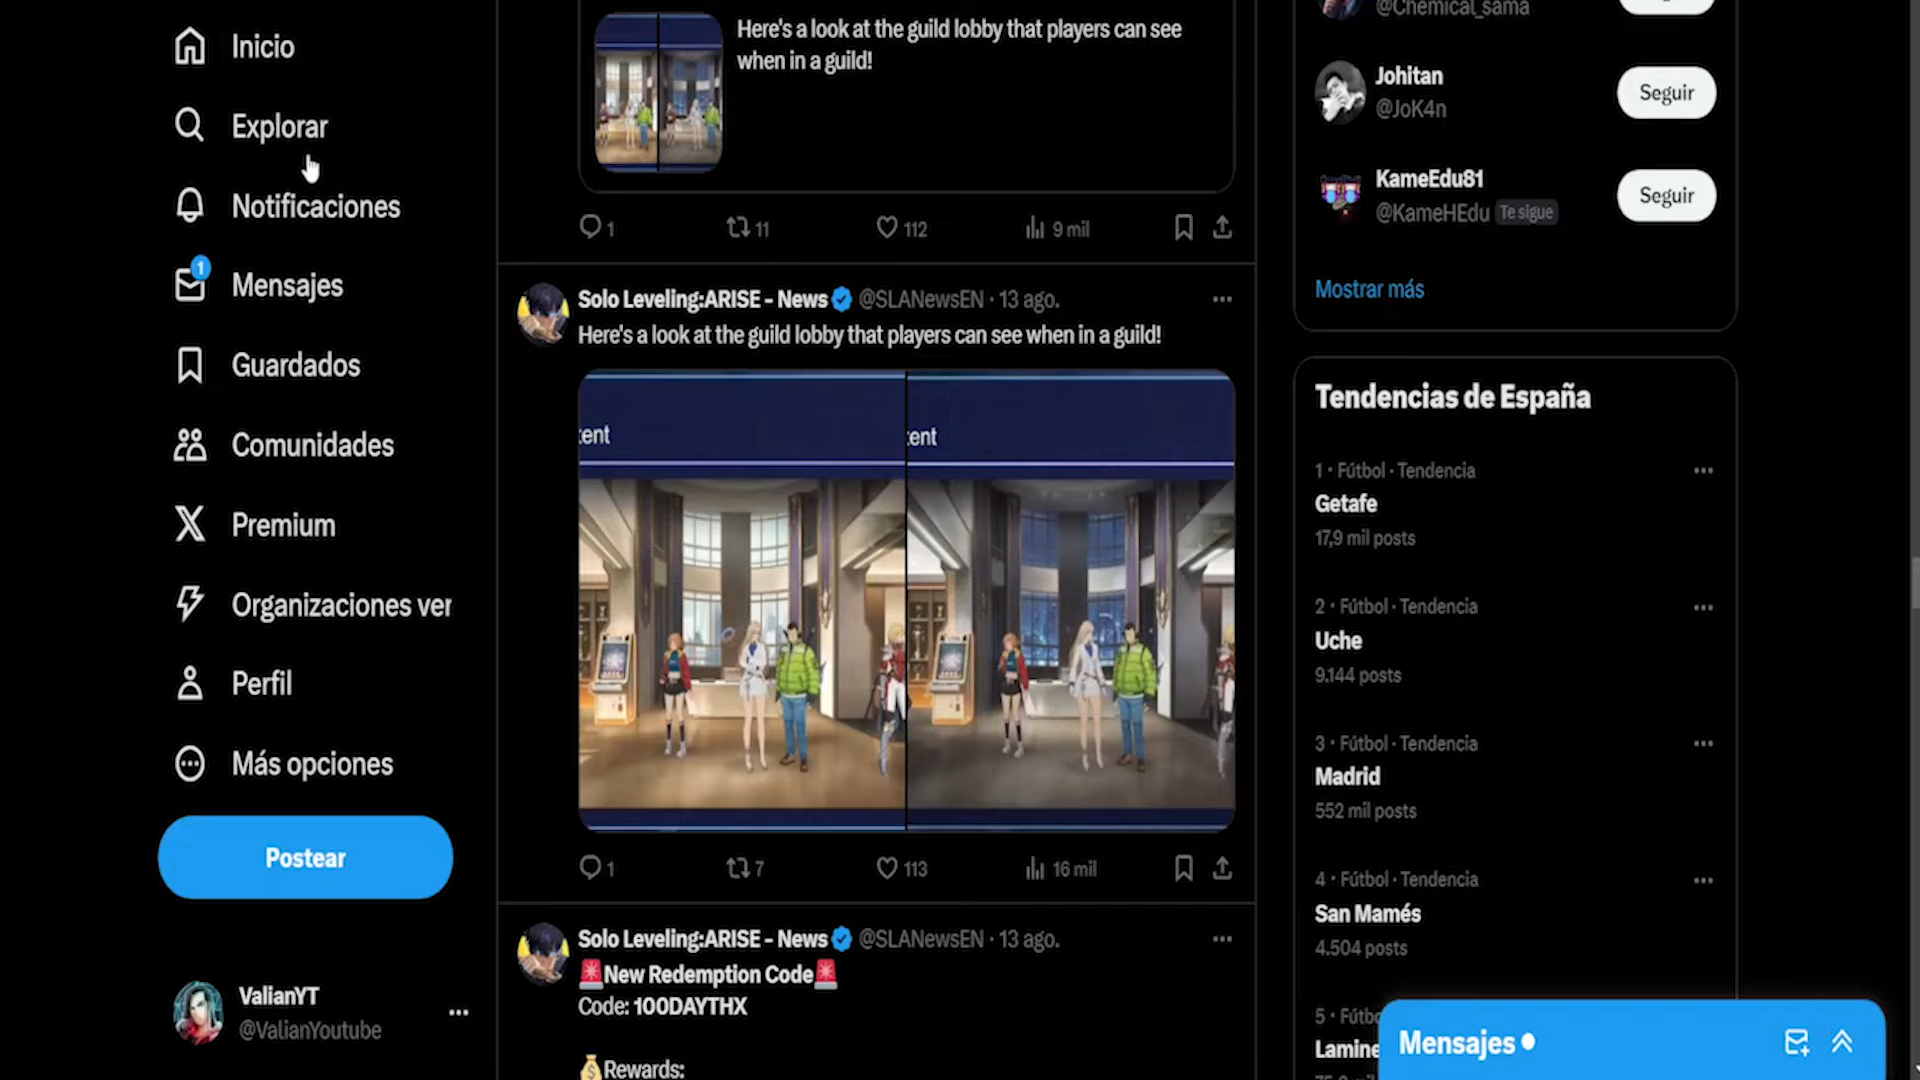 Inicio
Explorar
Notificaciones
1
Mensajes
Guardados
Comunidades
Premium
Organizaciones ver
Perfil
Más opciones
Postear
ValianYT
@ValianYoutube
Here's a look at the guild lobby that players can see
when in a guild!
1 11 112 9 mil
Solo Leveling:ARISE - News @SLANewsEN · 13 ago.
Here's a look at the guild lobby that players can see when in a guild!
tent
tent
1 7 113 16 mil
Solo Leveling:ARISE - News @SLANewsEN · 13 ago.
New Redemption Code
Code: 100DAYTHX
Rewards:
@Chemical_sama
Johitan
@JoK4n
Seguir
KameEdu81
@KameHEdu Te sigue
Seguir
Mostrar más
Tendencias de España
1 · Fútbol · Tendencia
Getafe
17,9 mil posts
2 · Fútbol · Tendencia
Uche
9.144 posts
3 · Fútbol · Tendencia
Madrid
552 mil posts
4 · Fútbol · Tendencia
San Mamés
4.504 posts
5 · Fútbo
Lamine
Mensajes